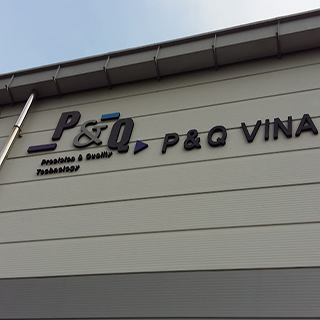 P&Q P & Q VINA
Precision & Quality
Technology